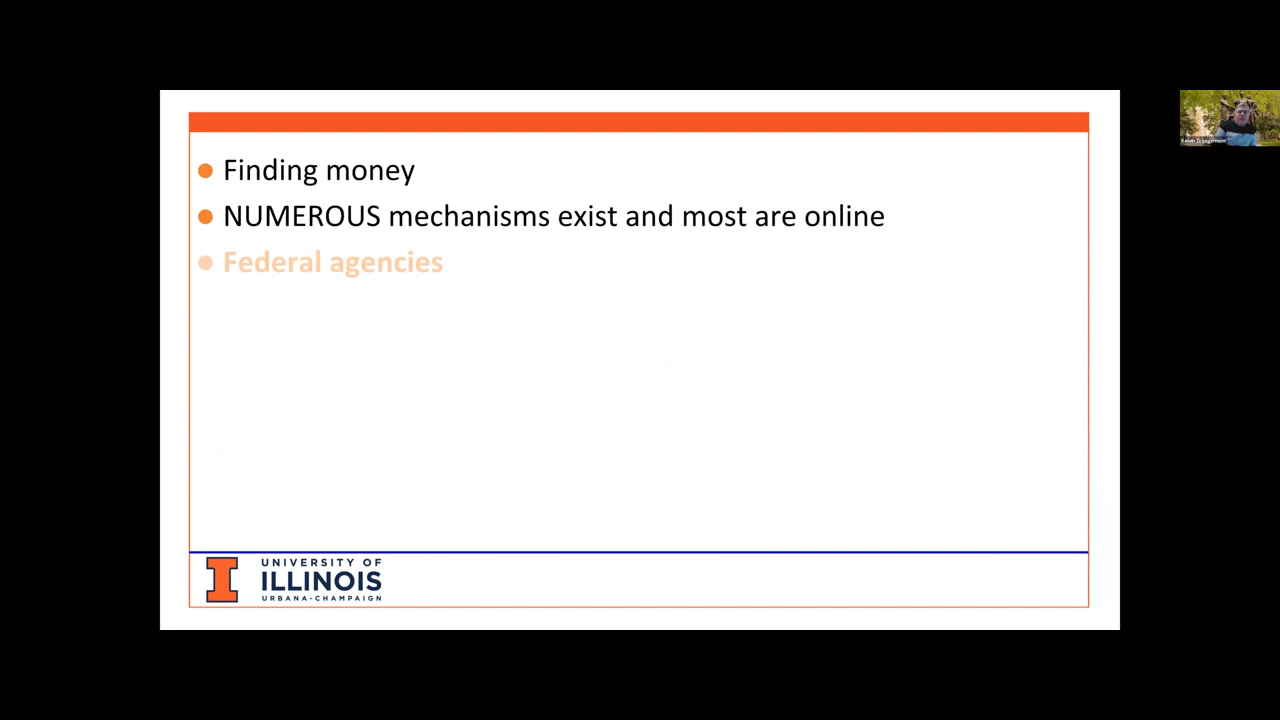 Finding money
NUMEROUS mechanisms exist and most are online
Federal agencies
UNIVERSITY OF
ILLINOIS
URBANA-CHAMPAIGN